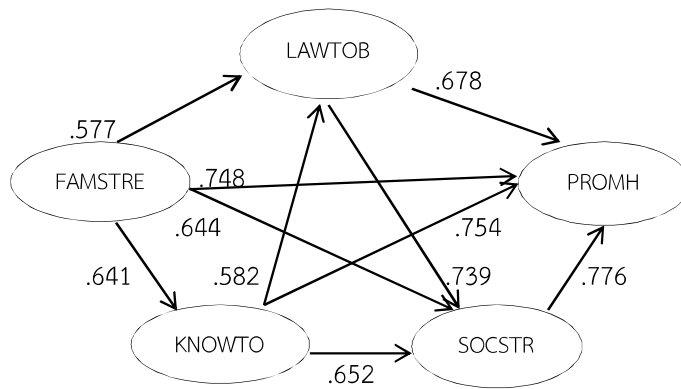 LAWTOB
.678
.577
FAMSTRE
.748
PROMH
.644
.754
.641
.582
.739
.776
KNOWTO
SOCSTR
.652